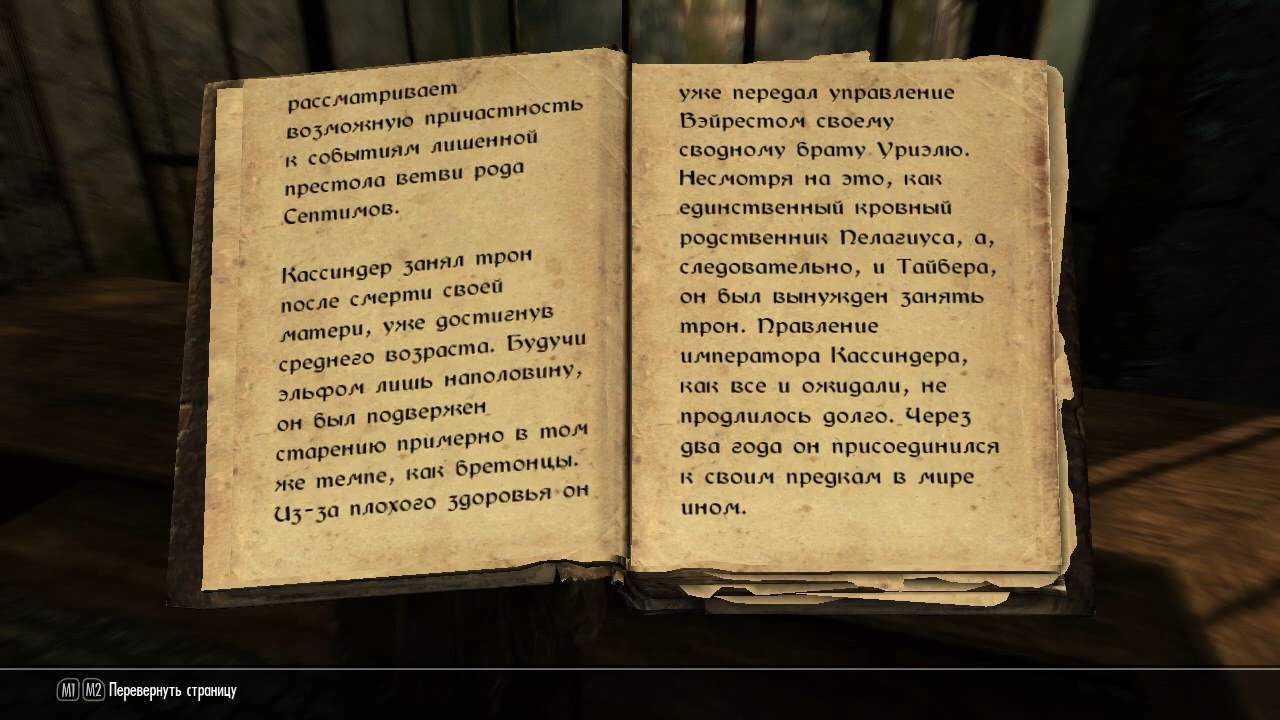 рассматривает
возможную причастность
к событиям лишенной
престола ветви рода
Септимов.
Кассиндер занял трон
после смерти своей
матери, уже достигнув
среднего возраста. Будучи
эльфом лишь наполовину,
он был подвержен
старению примерно в том
же темпе, как бретонцы.
Из-за плохого здоровья он
уже передал управление
Вэйрестом своему
сводному брату Уриэлю.
Несмотря на это, как
единственный кровный
родственник Пелагиуса, а,
следовательно, и Тайбера,
он был вынужден занять
трон. Правление
императора Кассиндера,
как все и ожидали, не
продлилось долго. Через
два года он присоединился
к своим предкам в мире
ином.
M1 M2 Перевернуть страницу